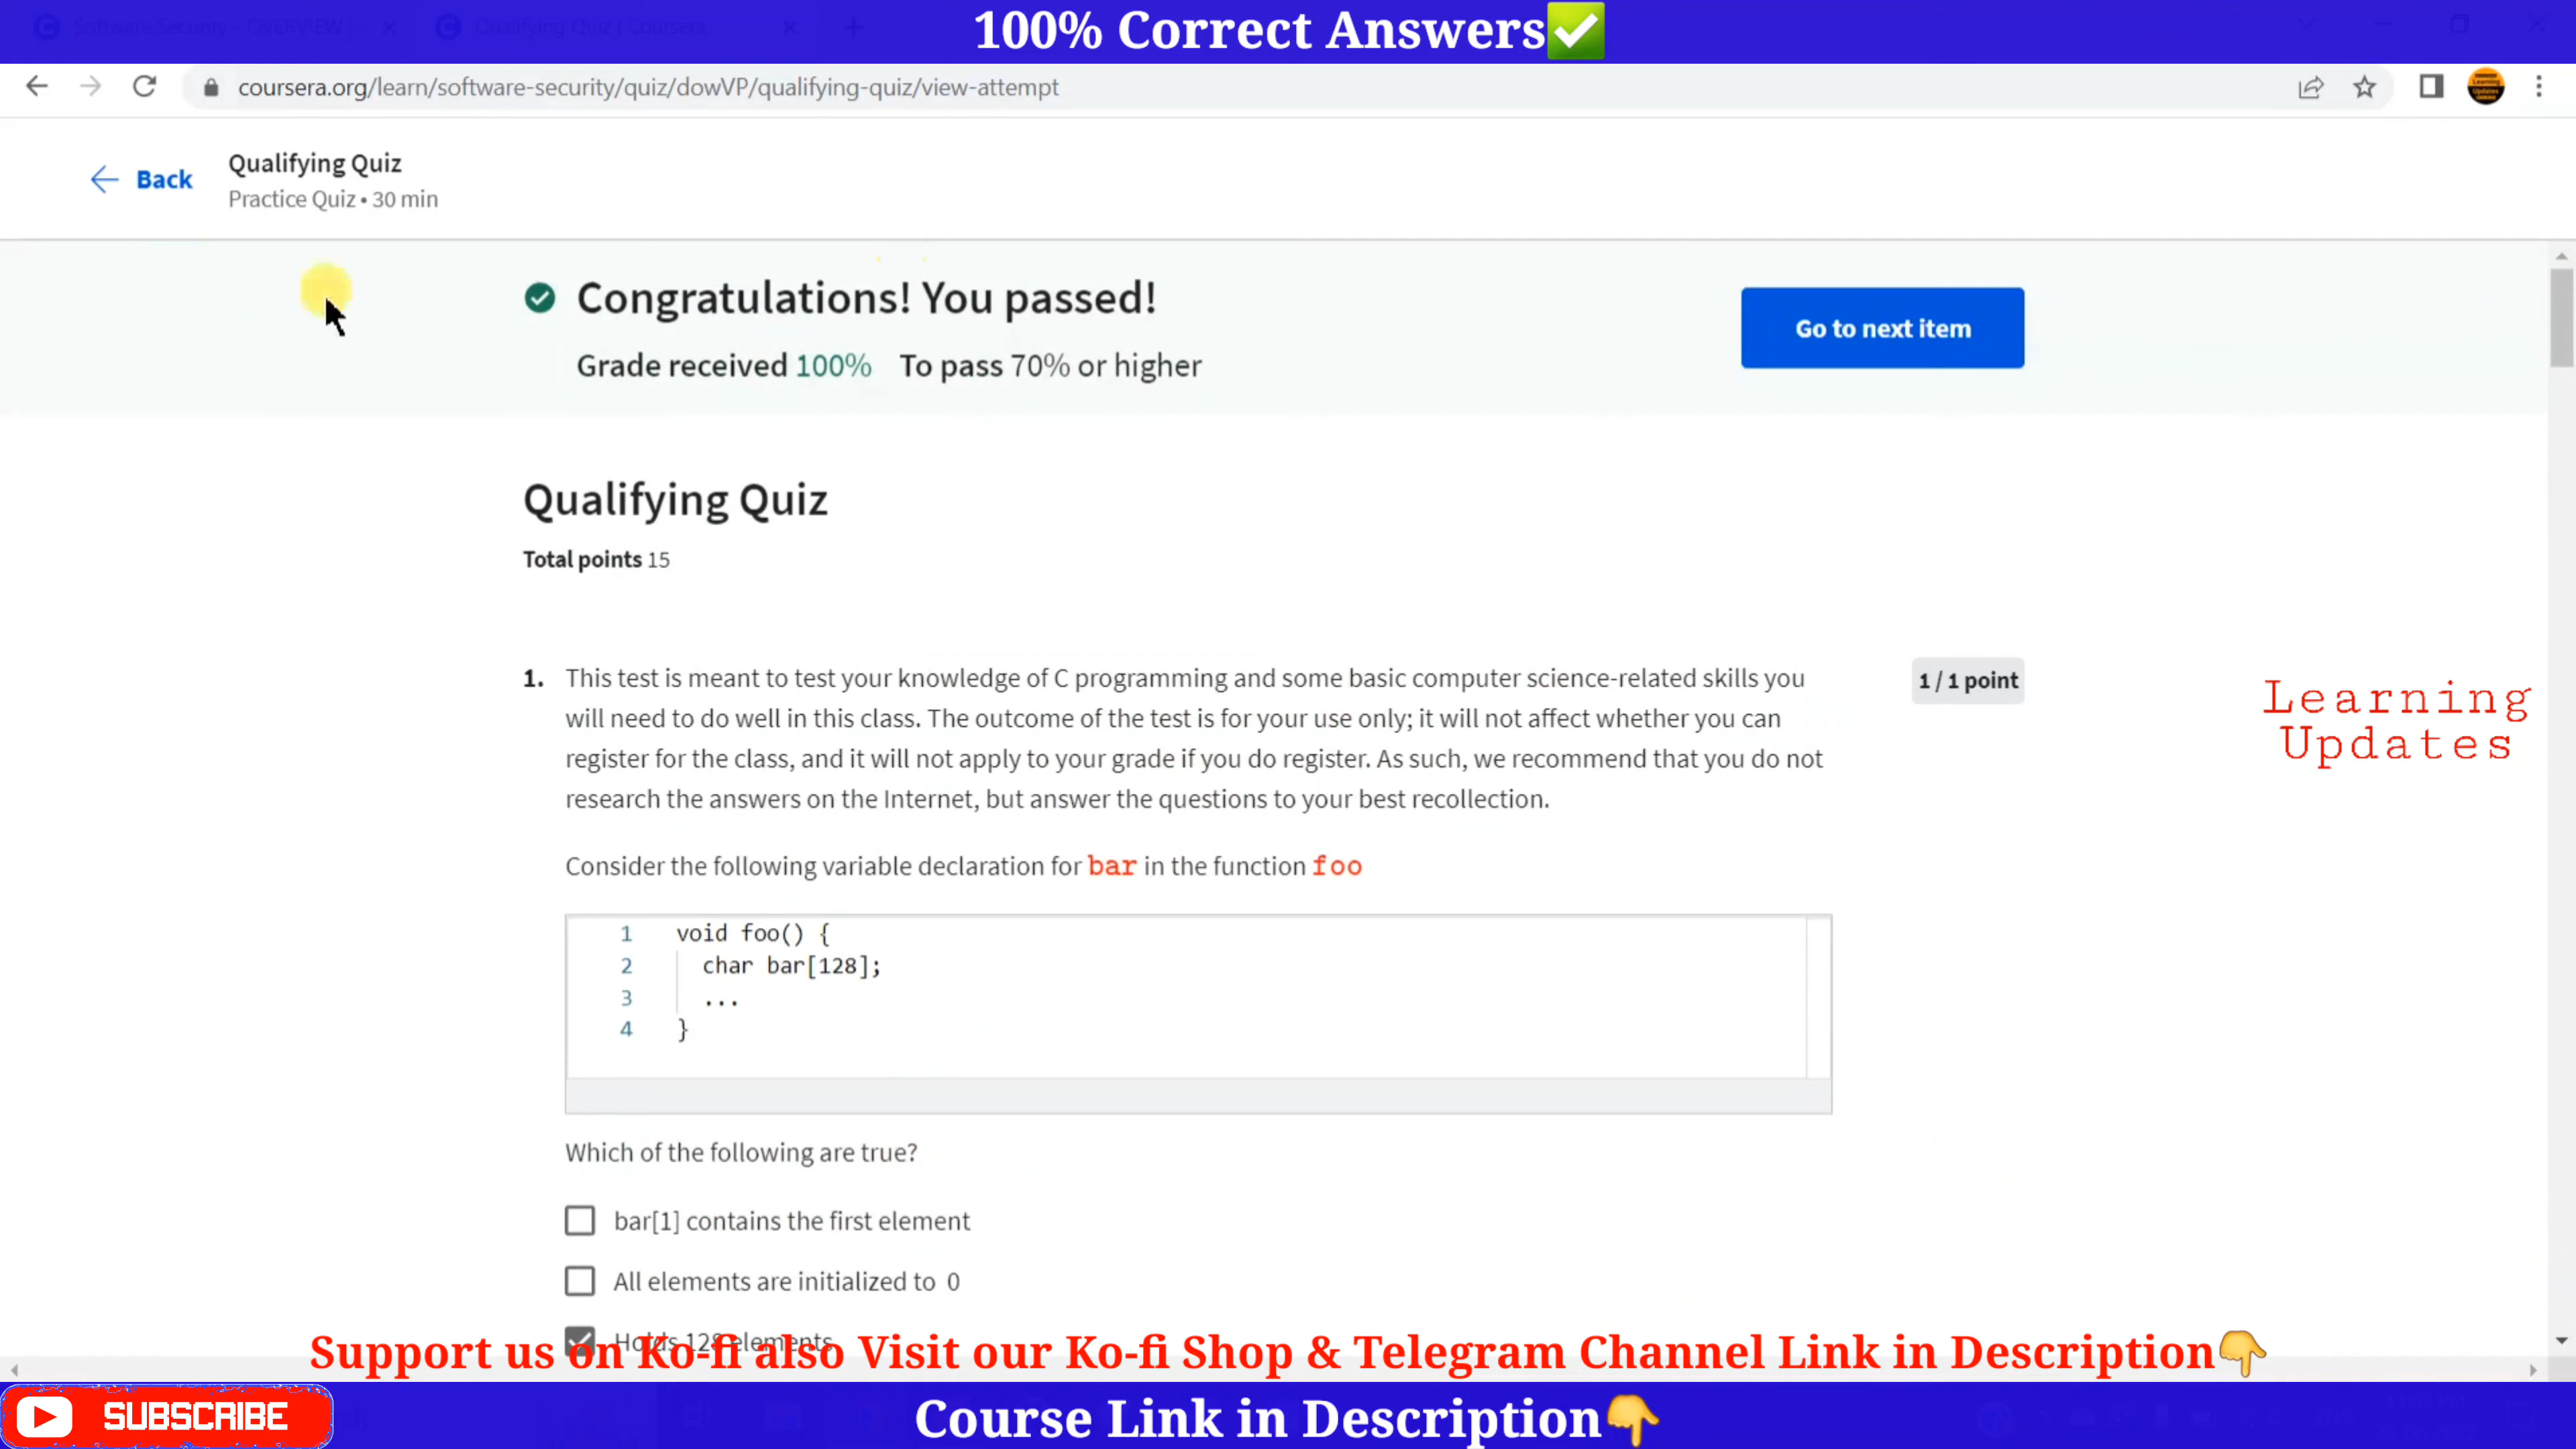 Software Security - OVERVIEW
Qualifying Quiz | Coursera
100% Correct Answers✅
coursera.org/learn/software-security/quiz/dowVP/qualifying-quiz/view-attempt
Back
Qualifying Quiz
Practice Quiz • 30 min
Congratulations! You passed!
Grade received 100% To pass 70% or higher
Go to next item
Qualifying Quiz
Total points 15
1. This test is meant to test your knowledge of C programming and some basic computer science-related skills you
will need to do well in this class. The outcome of the test is for your use only; it will not affect whether you can
register for the class, and it will not apply to your grade if you do register. As such, we recommend that you do not
research the answers on the Internet, but answer the questions to your best recollection.
1 / 1 point
Learning
Updates
Consider the following variable declaration for bar in the function foo
1 void foo() {
2 char bar[128];
3 ...
4 }
Which of the following are true?
bar[1] contains the first element
All elements are initialized to 0
Holds 128 elements
Support us on Ko-fi also Visit our Ko-fi Shop & Telegram Channel Link in Description👇
SUBSCRIBE
Course Link in Description👇